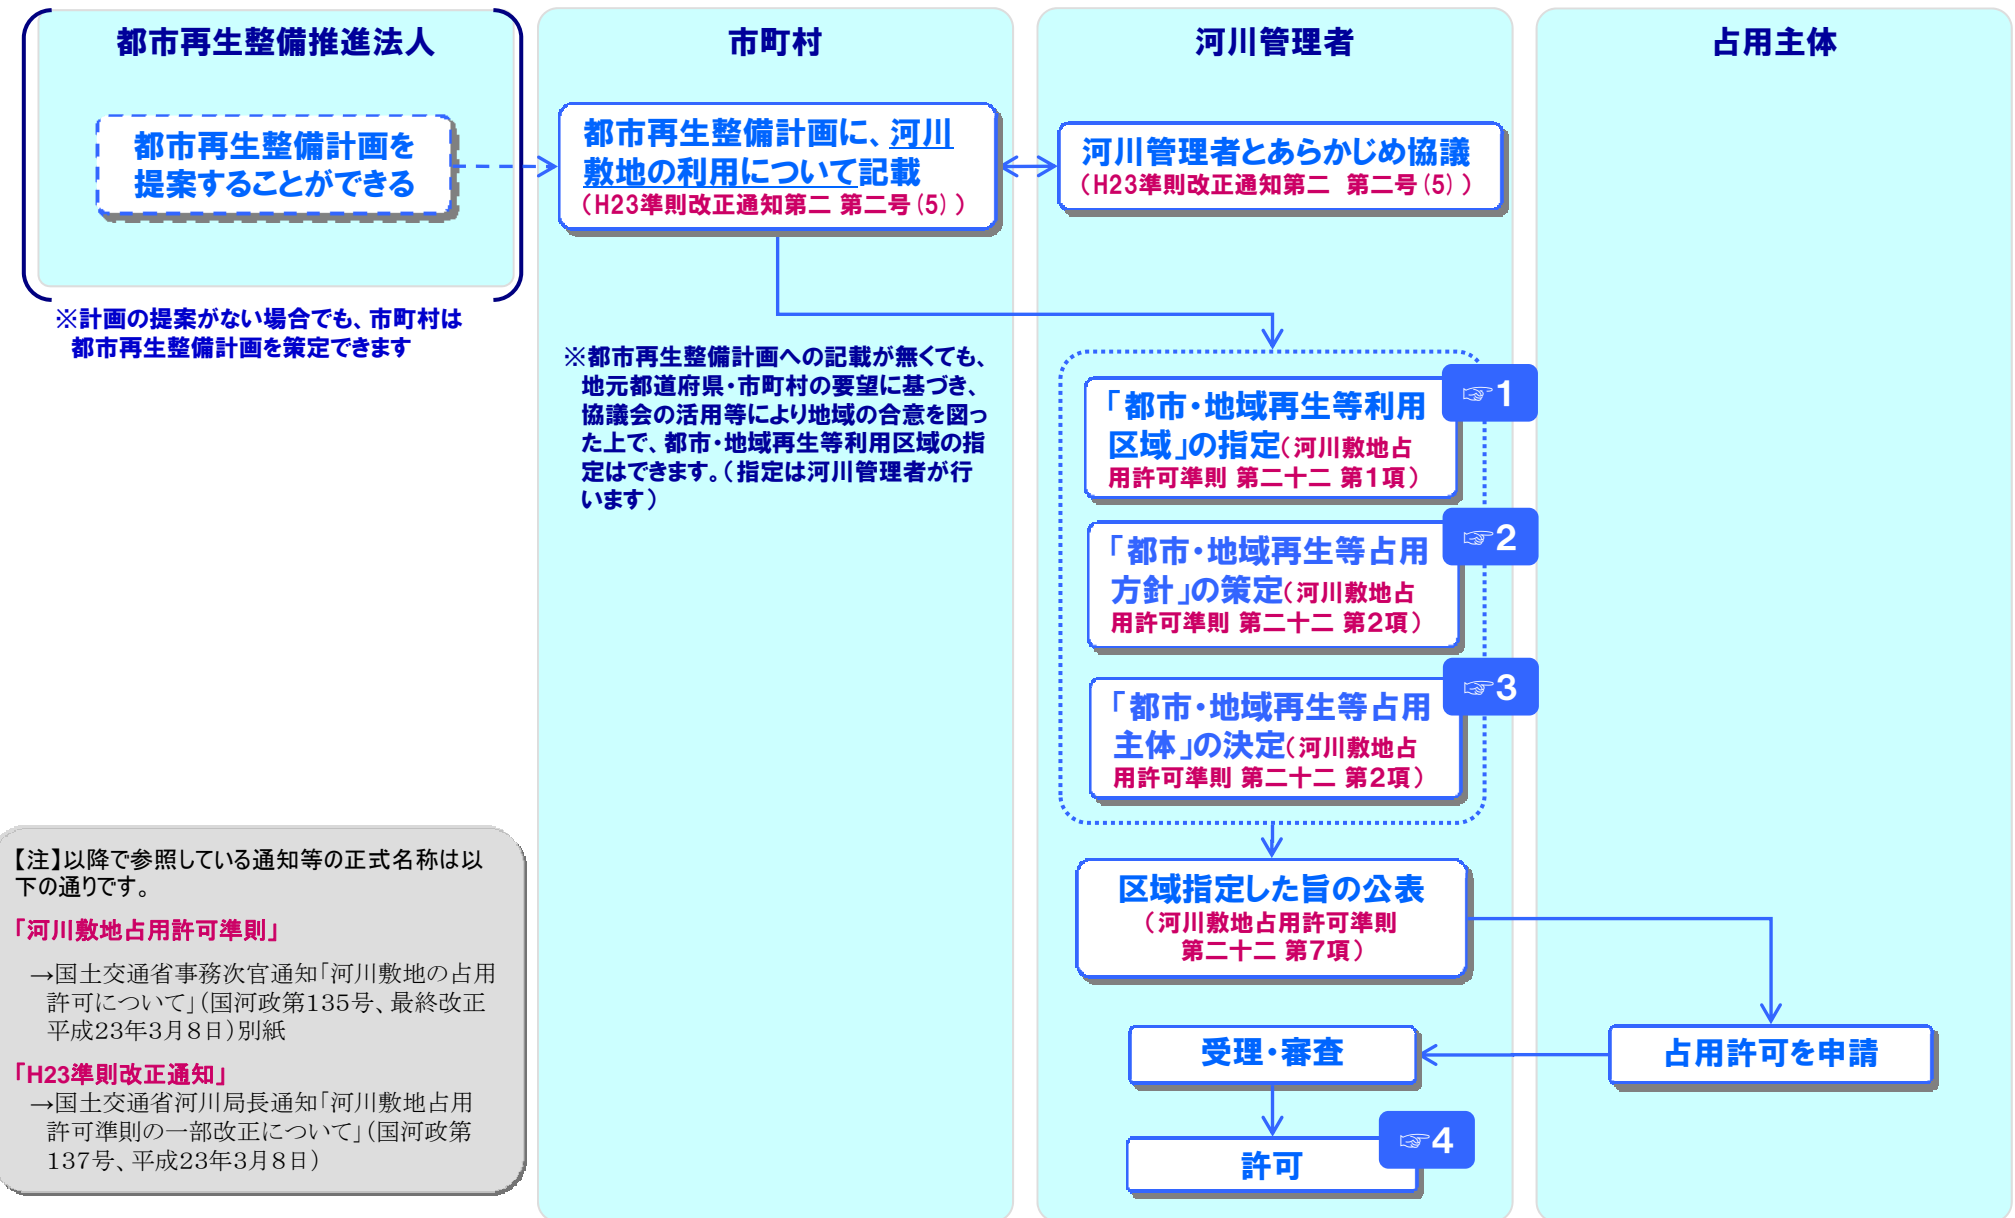 都市再生整備推進法人
都市再生整備計画を
提案することができる
※計画の提案がない場合でも、市町村は
都市再生整備計画を策定できます
市町村
都市再生整備計画に、河川
敷地の利用について記載
（H23準則改正通知第二 第二号(5)）
※都市再生整備計画への記載が無くても、
地元都道府県・市町村の要望に基づき、
協議会の活用等により地域の合意を図っ
た上で、都市・地域再生等利用区域の指
定はできます。（指定は河川管理者が行
います）
河川管理者
河川管理者とあらかじめ協議
（H23準則改正通知第二 第二号(5)）
「都市・地域再生等利用
区域」の指定（河川敷地占
用許可準則 第二十二 第1項）
☞1
「都市・地域再生等占用
方針」の策定（河川敷地占
用許可準則 第二十二 第2項）
☞2
「都市・地域再生等占用
主体」の決定（河川敷地占
用許可準則 第二十二 第2項）
☞3
区域指定した旨の公表
（河川敷地占用許可準則
第二十二 第7項）
受理・審査
許可
☞4
占用主体
占用許可を申請
【注】以降で参照している通知等の正式名称は以
下の通りです。
「河川敷地占用許可準則」
→国土交通省事務次官通知「河川敷地の占用
許可について」（国河政第135号、最終改正
平成23年3月8日）別紙
「H23準則改正通知」
→国土交通省河川局長通知「河川敷地占用
許可準則の一部改正について」（国河政第
137号、平成23年3月8日）